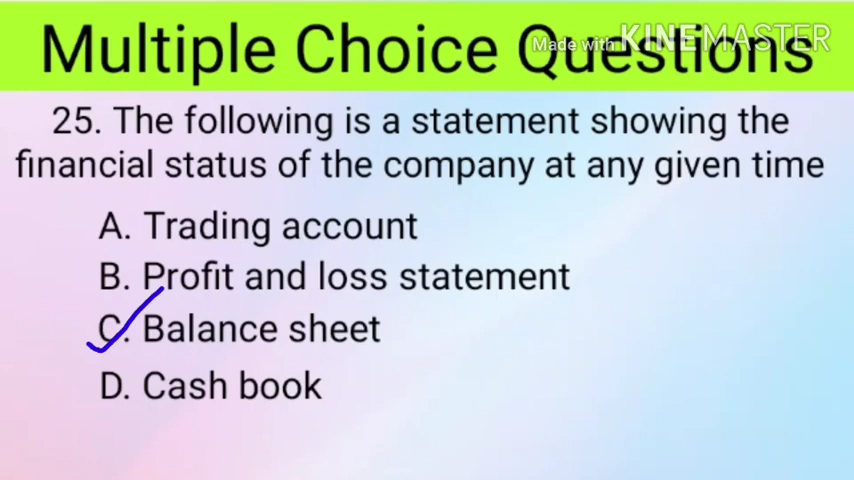 Multiple Choice Questions
Made with KINEMASTER
25. The following is a statement showing the
financial status of the company at any given time
A. Trading account
B. Profit and loss statement
C. Balance sheet
D. Cash book